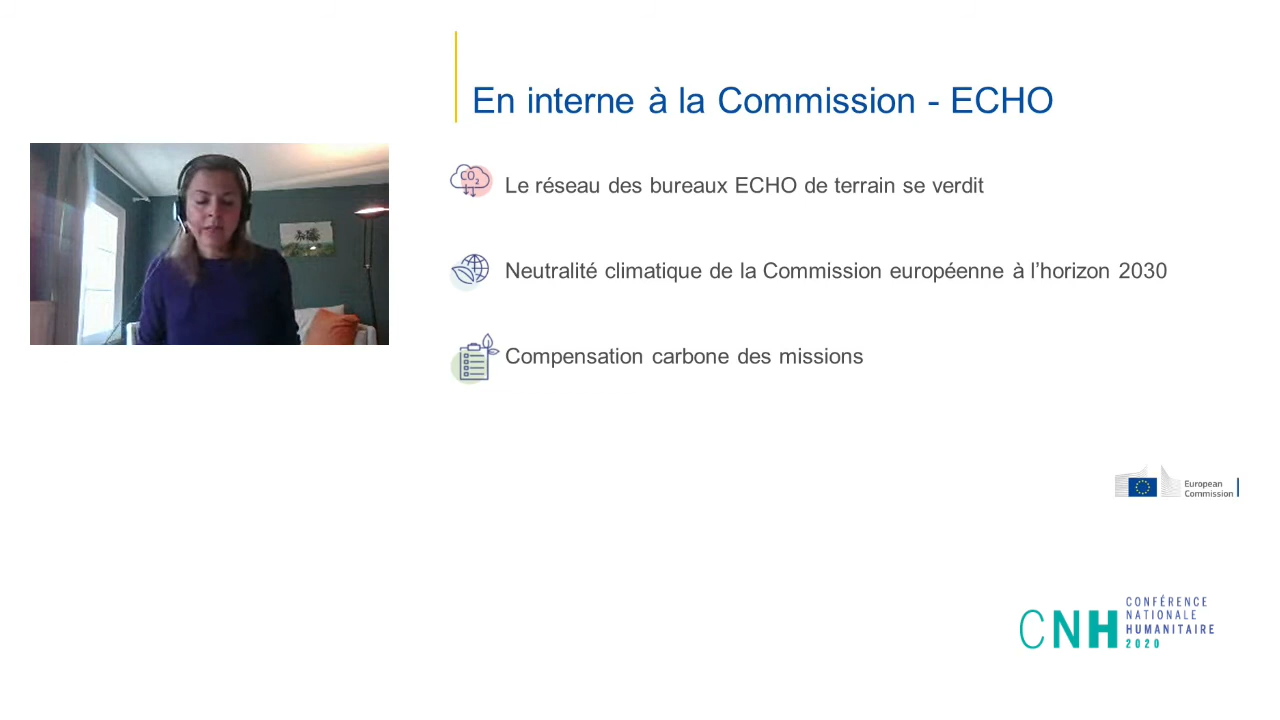 En interne à la Commission - ECHO
CO2
Le réseau des bureaux ECHO de terrain se verdit
Neutralité climatique de la Commission européenne à l’horizon 2030
Compensation carbone des missions
European
Commission
CNH
CONFÉRENCE
NATIONALE
HUMANITAIRE
2020